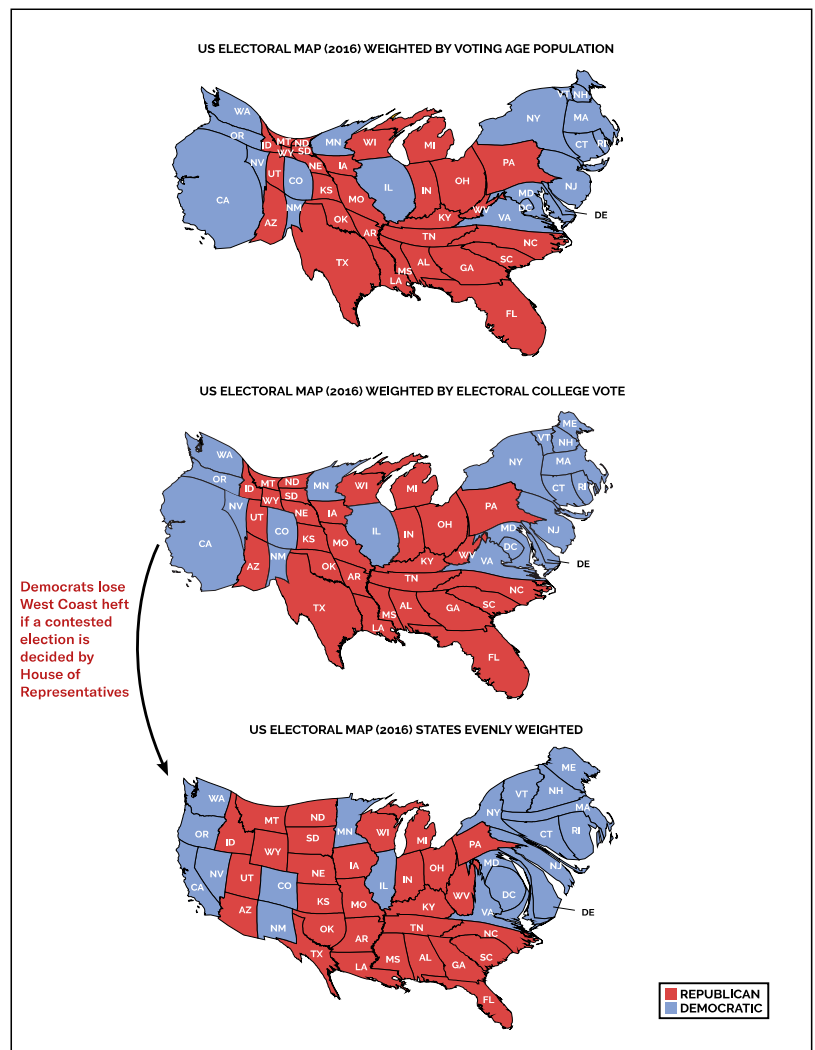 US ELECTORAL MAP (2016) WEIGHTED BY VOTING AGE POPULATION
WA
OR
ID
MT
ND
MN
WI
MI
NY
VT
NH
MA
CT
RI
WY
SD
NV
UT
CO
NE
IA
IL
IN
OH
PA
NJ
CA
KS
MO
MD
DC
DE
AZ
NM
OK
AR
KY
WV
VA
TN
NC
TX
LA
MS
AL
GA
SC
FL
US ELECTORAL MAP (2016) WEIGHTED BY ELECTORAL COLLEGE VOTE
WA
OR
ID
MT
ND
MN
WI
MI
NY
VT
ME
NH
MA
CT
RI
WY
SD
NV
UT
CO
NE
IA
IL
IN
OH
PA
NJ
CA
KS
MO
MD
DC
DE
AZ
NM
OK
AR
KY
WV
VA
TN
NC
TX
LA
MS
AL
GA
SC
FL
Democrats lose
West Coast heft
if a contested
election is
decided by
House of
Representatives
US ELECTORAL MAP (2016) STATES EVENLY WEIGHTED
WA
OR
ID
MT
ND
MN
WI
MI
NY
VT
ME
NH
MA
CT
RI
WY
SD
NV
UT
CO
NE
IA
IL
IN
OH
PA
NJ
CA
KS
MO
MD
DC
DE
AZ
NM
OK
AR
KY
WV
VA
TN
NC
TX
LA
MS
AL
GA
SC
FL
REPUBLICAN
DEMOCRATIC